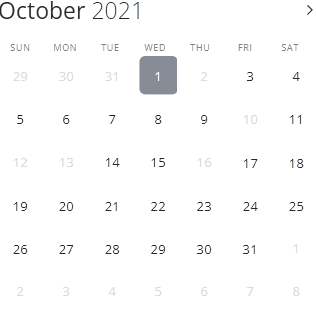 October 2021
SUN MON TUE WED THU FRI SAT
29 30 31 1 2 3 4
5 6 7 8 9 10 11
12 13 14 15 16 17 18
19 20 21 22 23 24 25
26 27 28 29 30 31 1
2 3 4 5 6 7 8